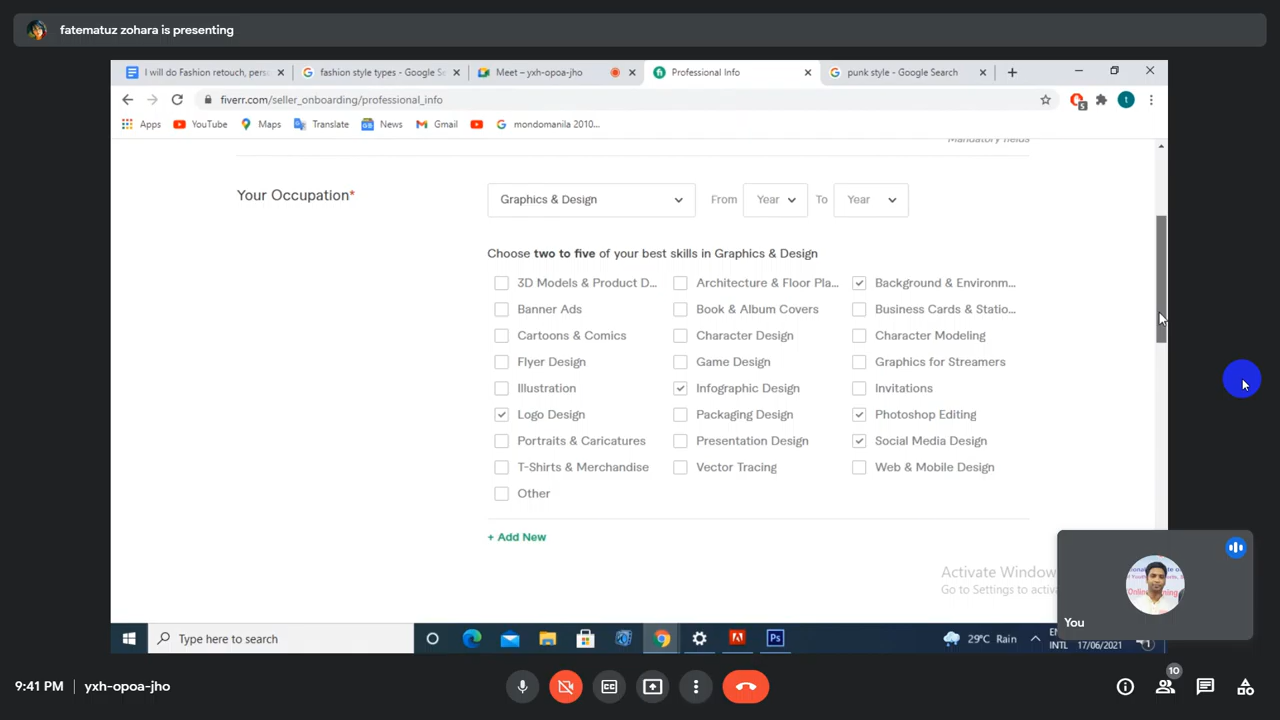 fatematuz zohara is presenting
I will do Fashion retouch, pers
fashion style types - Google Se
Meet – yxh-opoa-jho
Professional Info
punk style - Google Search
fiverr.com/seller_onboarding/professional_info
5
t
Apps
YouTube
Maps
Translate
News
Gmail
mondomanila 2010...
Mandatory fields
Your Occupation*
Graphics & Design
From
Year
To
Year
Choose two to five of your best skills in Graphics & Design
3D Models & Product D...
Architecture & Floor Pla...
Background & Environm...
Banner Ads
Book & Album Covers
Business Cards & Statio...
Cartoons & Comics
Character Design
Character Modeling
Flyer Design
Game Design
Graphics for Streamers
Illustration
Infographic Design
Invitations
Logo Design
Packaging Design
Photoshop Editing
Portraits & Caricatures
Presentation Design
Social Media Design
T-Shirts & Merchandise
Vector Tracing
Web & Mobile Design
Other
+ Add New
Activate Window
Go to Settings to activa
You
Type here to search
Ps
29°C Rain
INTL
17/06/2021
1
9:41 PM
yxh-opoa-jho
CC
10